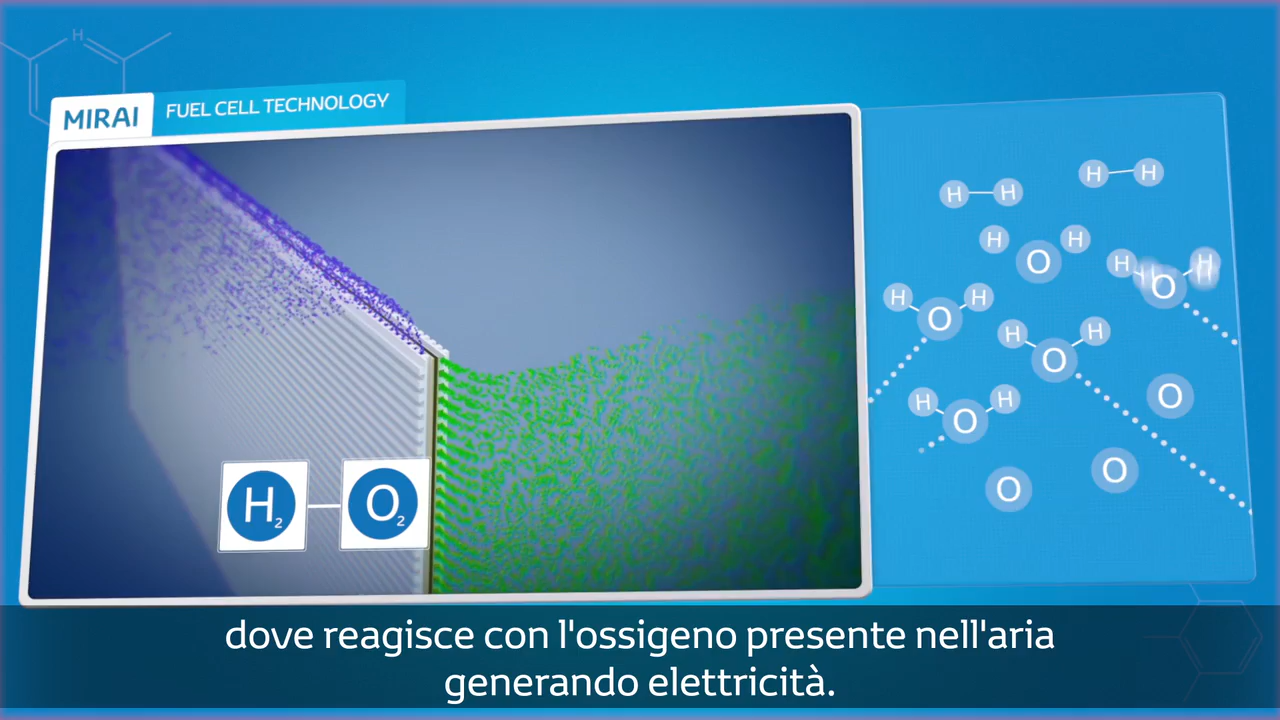 H
MIRAI FUEL CELL TECHNOLOGY
H H
H H
H O H
H O H
H O H
H O H
H O H
O
O
O
H₂ O₂
dove reagisce con l'ossigeno presente nell'aria
generando elettricità.